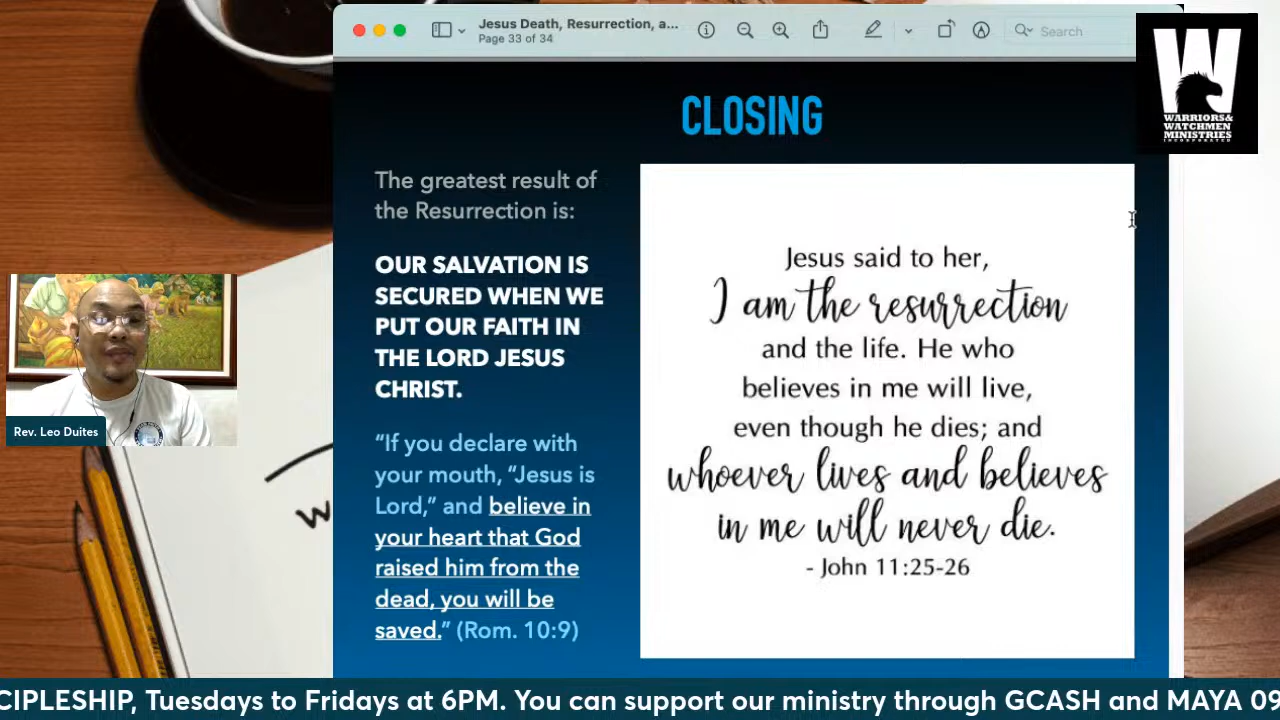 Jesus Death, Resurrection, a...
Page 33 of 34
Search
WARRIORS&
WATCHMEN
MINISTRIES
INCORPORATED
CLOSING
The greatest result of
the Resurrection is:
OUR SALVATION IS
SECURED WHEN WE
PUT OUR FAITH IN
THE LORD JESUS
CHRIST.
“If you declare with
your mouth, “Jesus is
Lord,” and believe in
your heart that God
raised him from the
dead, you will be
saved.” (Rom. 10:9)
Jesus said to her,
I am the resurrection
and the life. He who
believes in me will live,
even though he dies; and
whoever lives and believes
in me will never die.
- John 11:25-26
Rev. Leo Duites
CIPLESHIP, Tuesdays to Fridays at 6PM. You can support our ministry through GCASH and MAYA 09